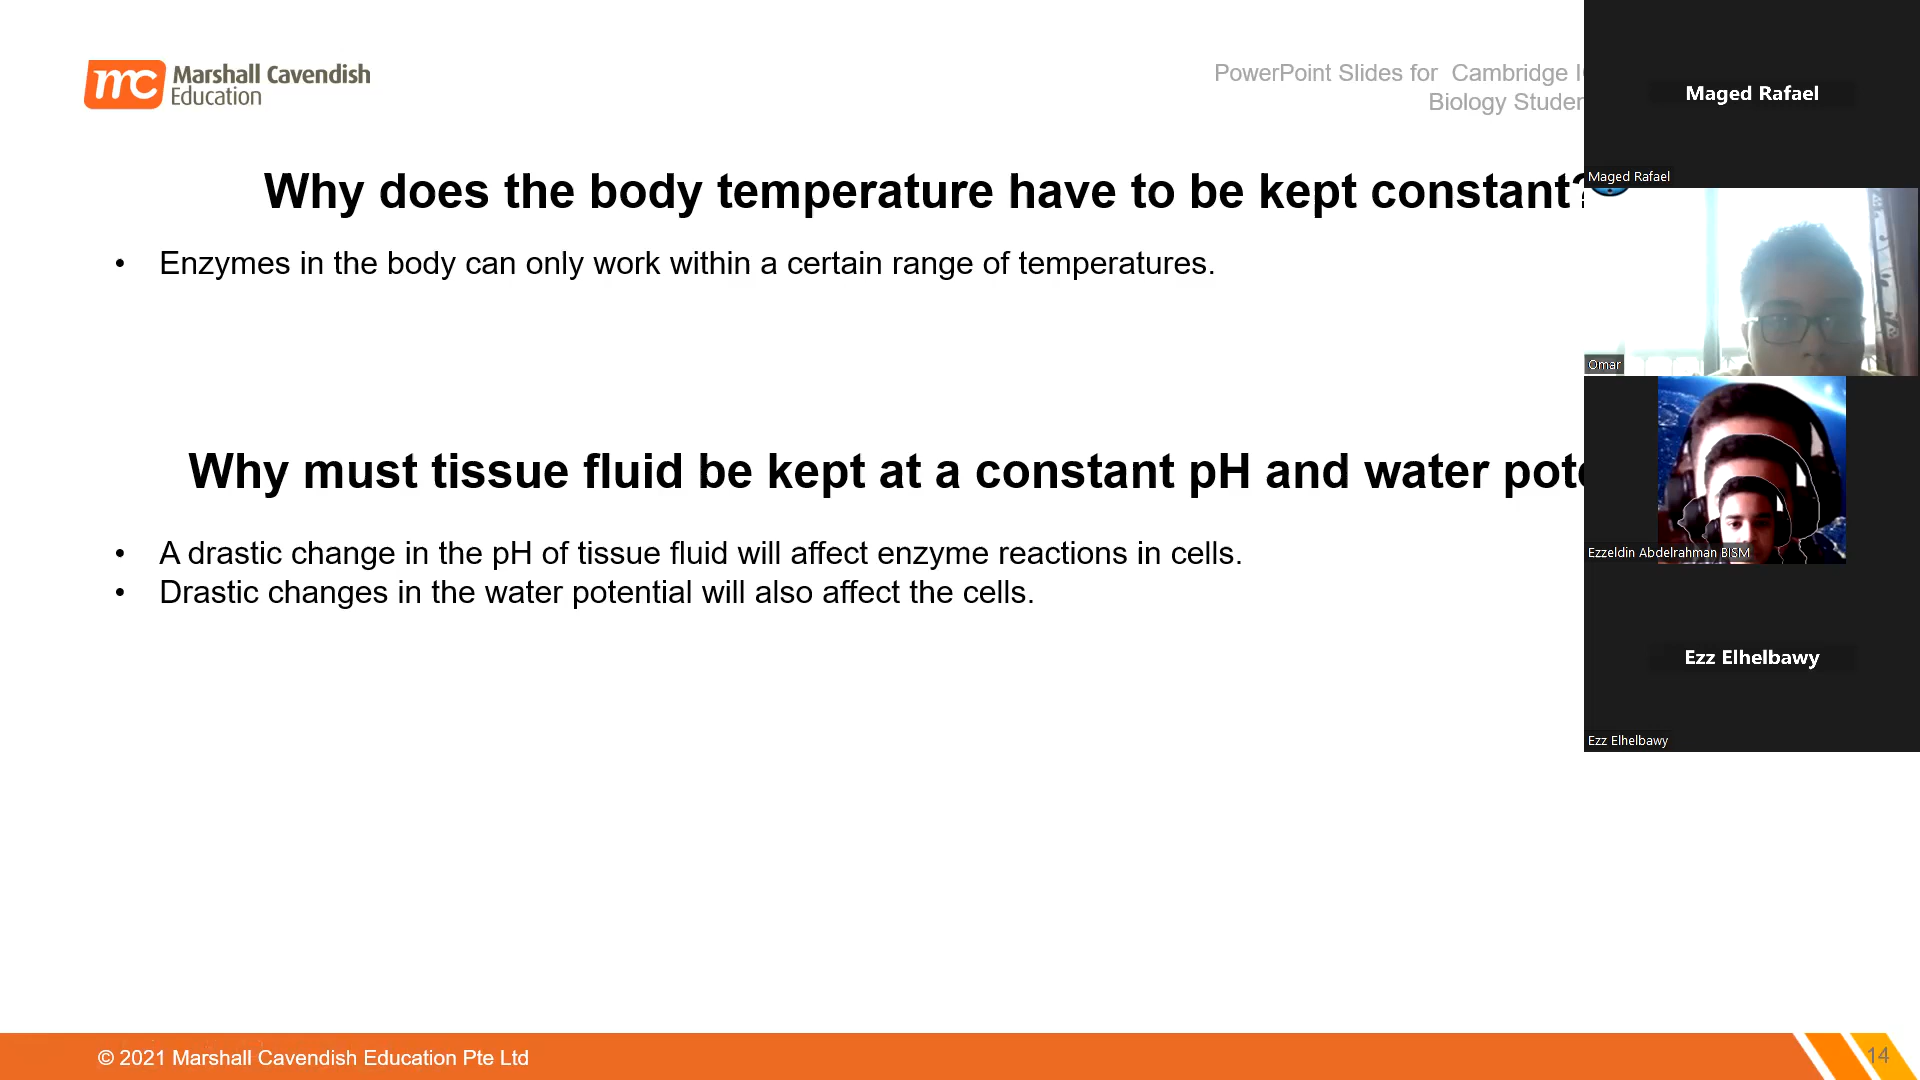 mc Marshall Cavendish
Education
PowerPoint Slides for Cambridge
Biology
Why does the body temperature have to be kept constant?
• Enzymes in the body can only work within a certain range of temperatures.
Why must tissue fluid be kept at a constant pH and water
• A drastic change in the pH of tissue fluid will affect enzyme reactions in cells.
• Drastic changes in the water potential will also affect the cells.
© 2021 Marshall Cavendish Education Pte Ltd
14
Maged Rafael
Maged Rafael
Omar
Ezzeldin Abdelrahman BISM
Ezz Elhelbawy
Ezz Elhelbawy